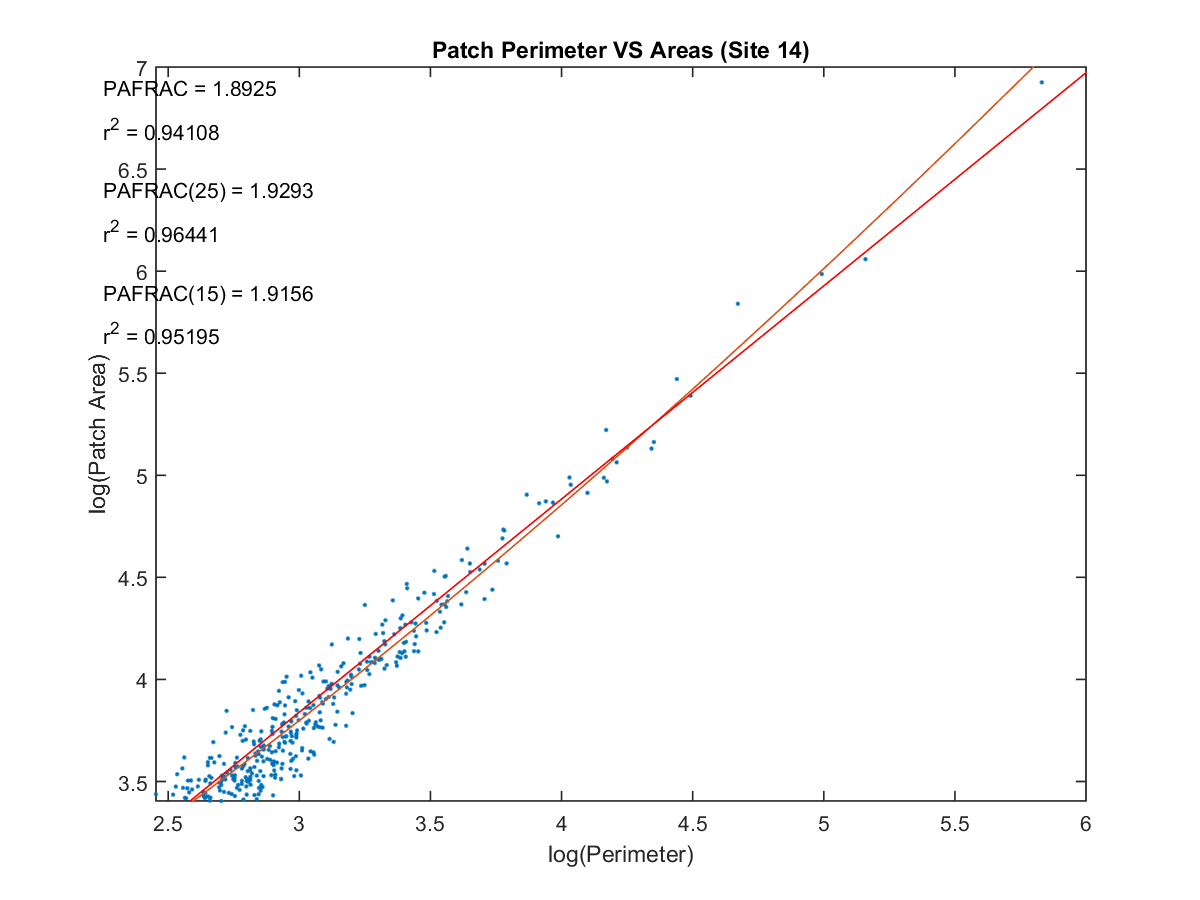 Patch Perimeter VS Areas (Site 14)
7
PAFRAC = 1.8925
r² = 0.94108
6.5
PAFRAC(25) = 1.9293
r² = 0.96441
6
PAFRAC(15) = 1.9156
r² = 0.95195
5.5
log(Patch Area)
5
4.5
4
3.5
2.5 3 3.5 4 4.5 5 5.5 6
log(Perimeter)